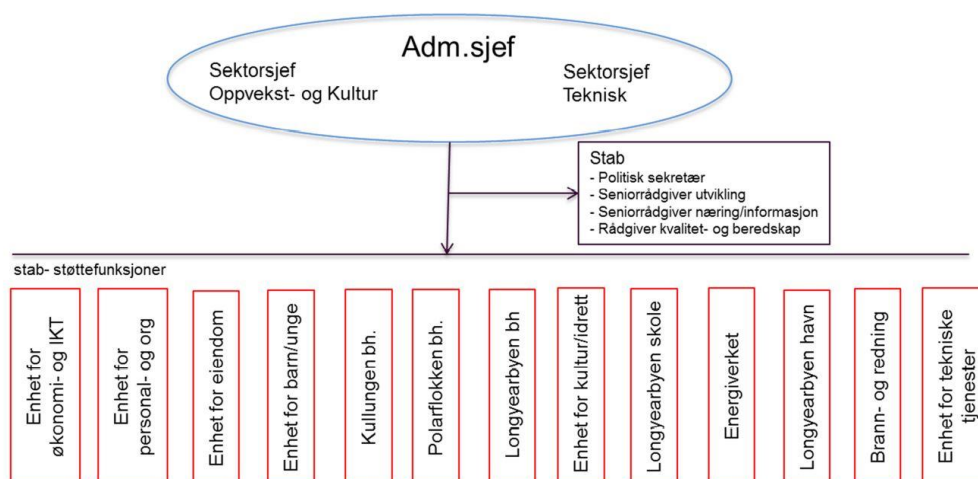 Adm.sjef
Sektorsjef
Oppvekst- og Kultur
Sektorsjef
Teknisk
Stab
- Politisk sekretær
- Seniorrådgiver utvikling
- Seniorrådgiver næring/informasjon
- Rådgiver kvalitet- og beredskap
stab- støttefunksjoner
Enhet for
økonomi- og IKT
Enhet for
personal- og org
Enhet for eiendom
Enhet for barn/unge
Kullungen bh.
Polarflokken bh.
Longyearbyen bh
Enhet for kultur/idrett
Longyearbyen skole
Energiverket
Longyearbyen havn
Brann- og redning
Enhet for tekniske
tjenester